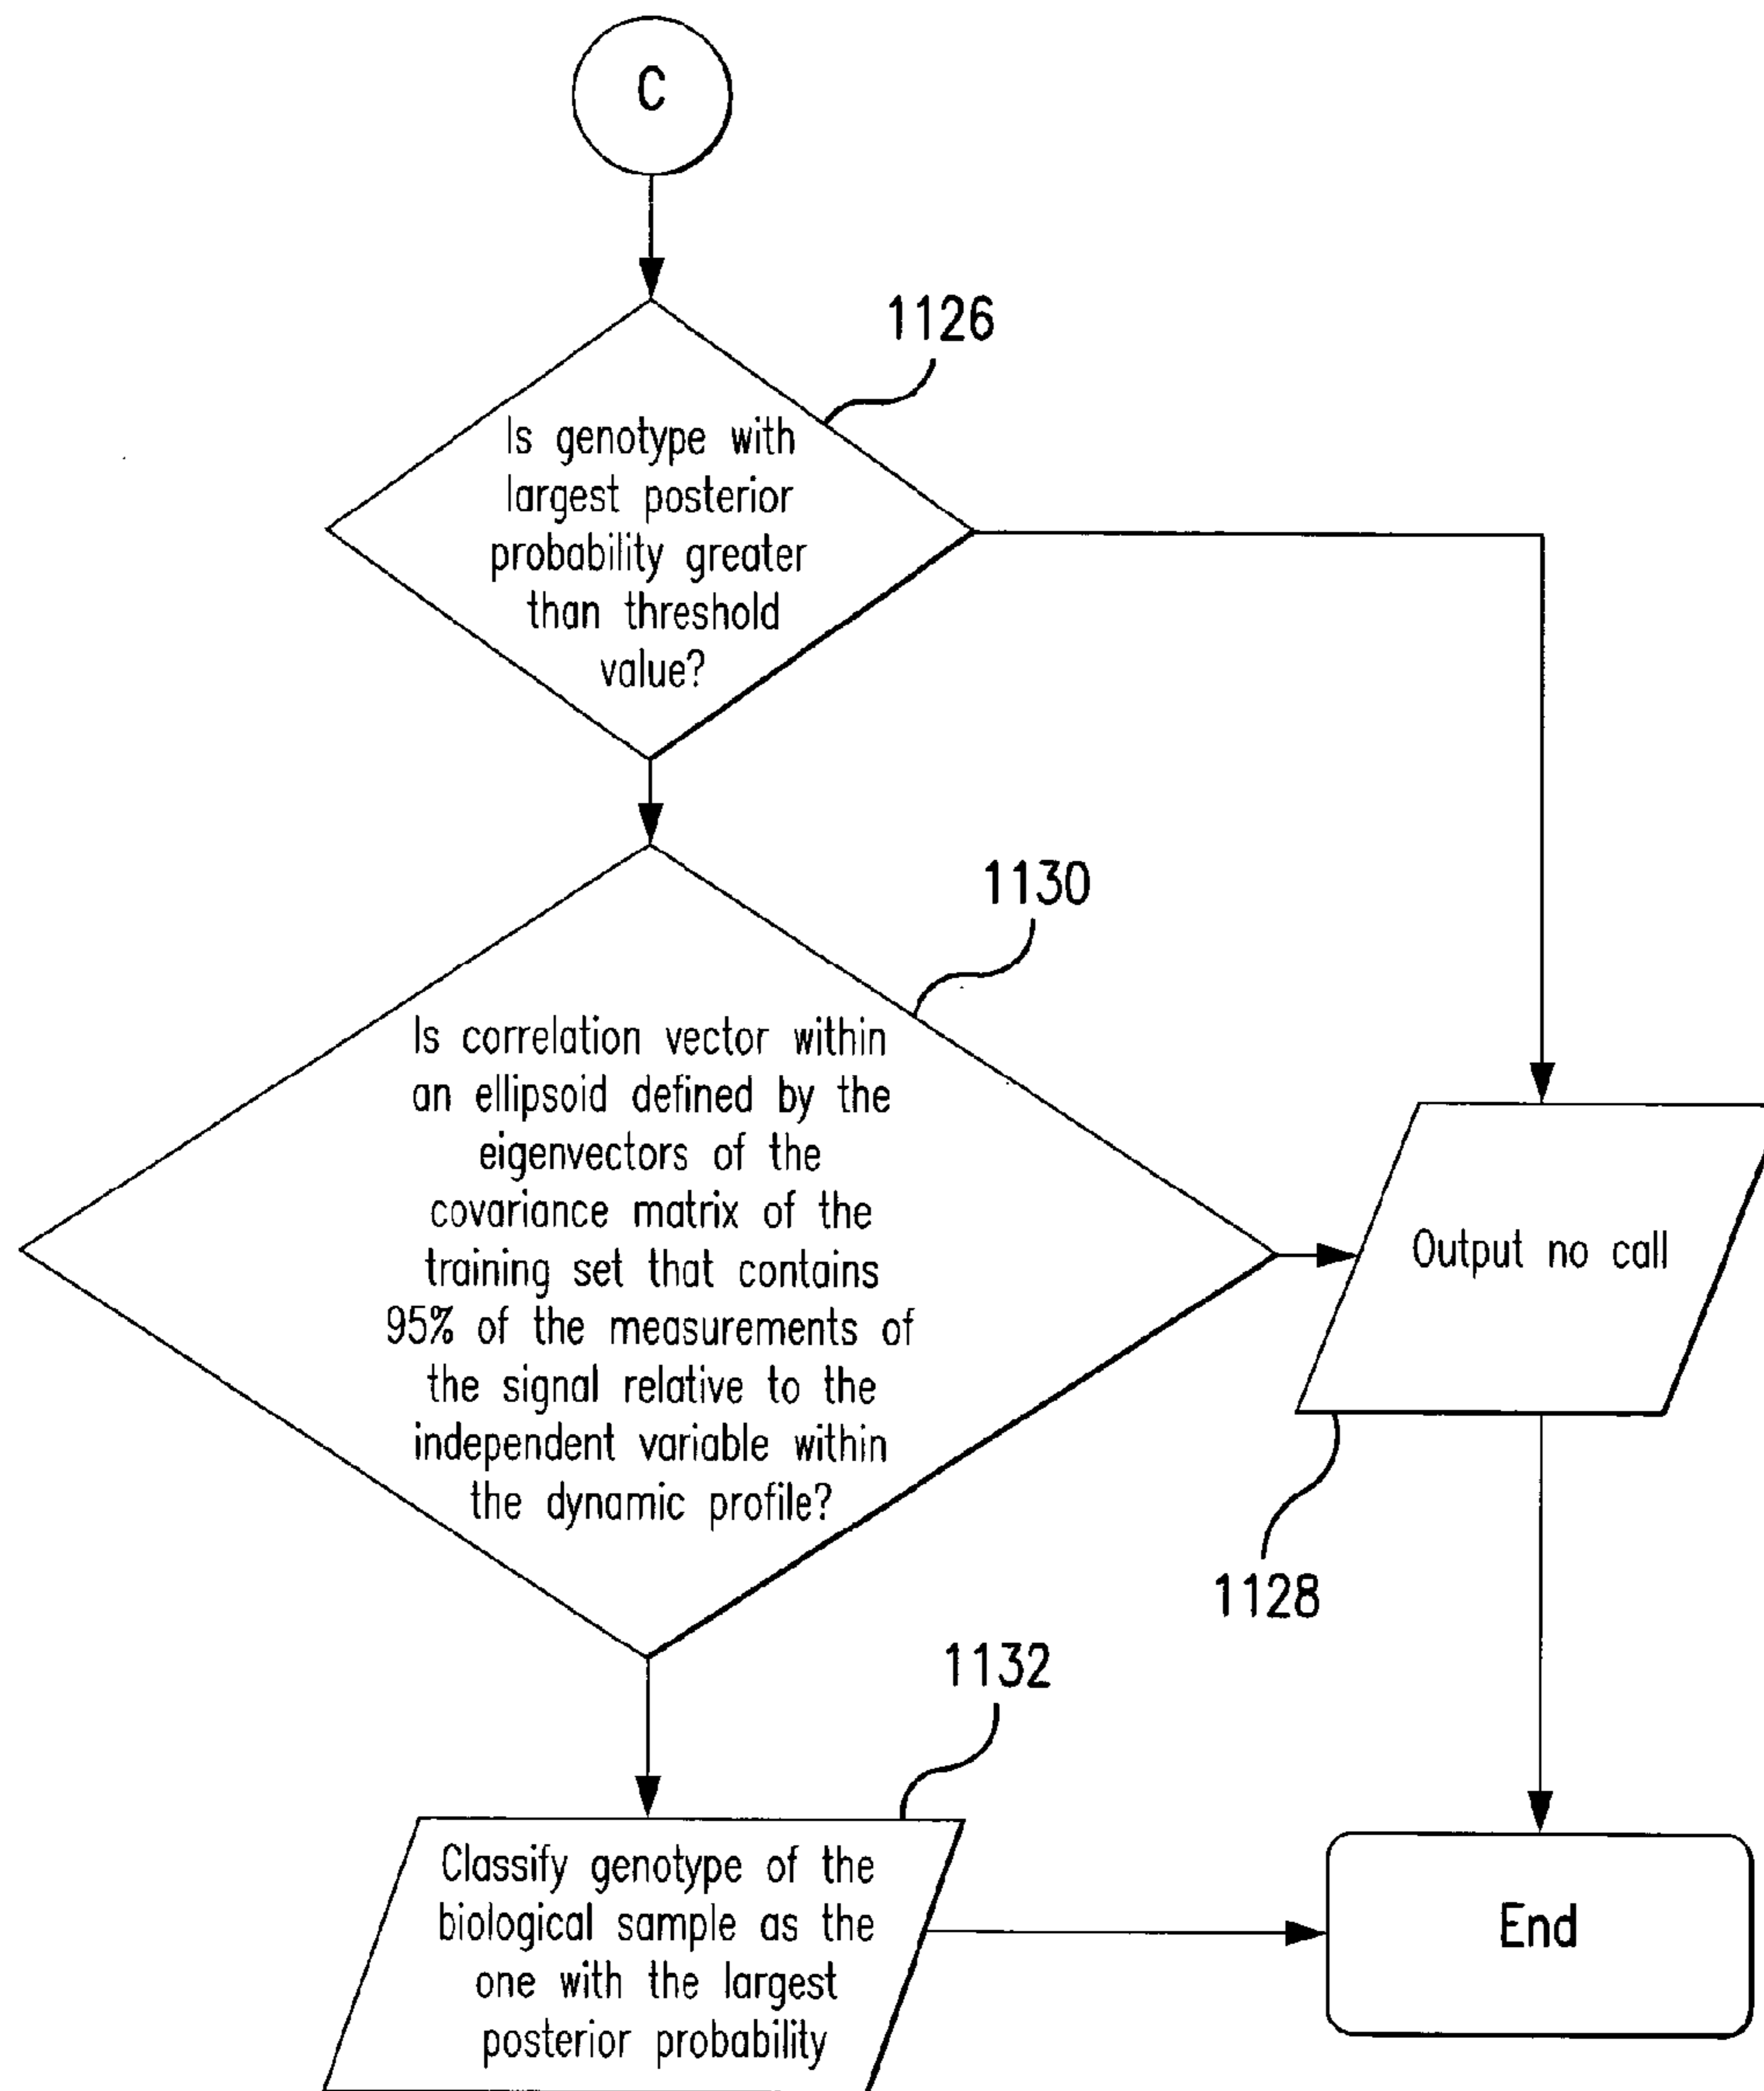 C
1126
Is genotype with
largest posterior
probability greater
than threshold
value?
1130
Is correlation vector within
an ellipsoid defined by the
eigenvectors of the
covariance matrix of the
training set that contains
95% of the measurements of
the signal relative to the
independent variable within
the dynamic profile?
Output no call
1128
1132
Classify genotype of the
biological sample as the
one with the largest
posterior probability
End